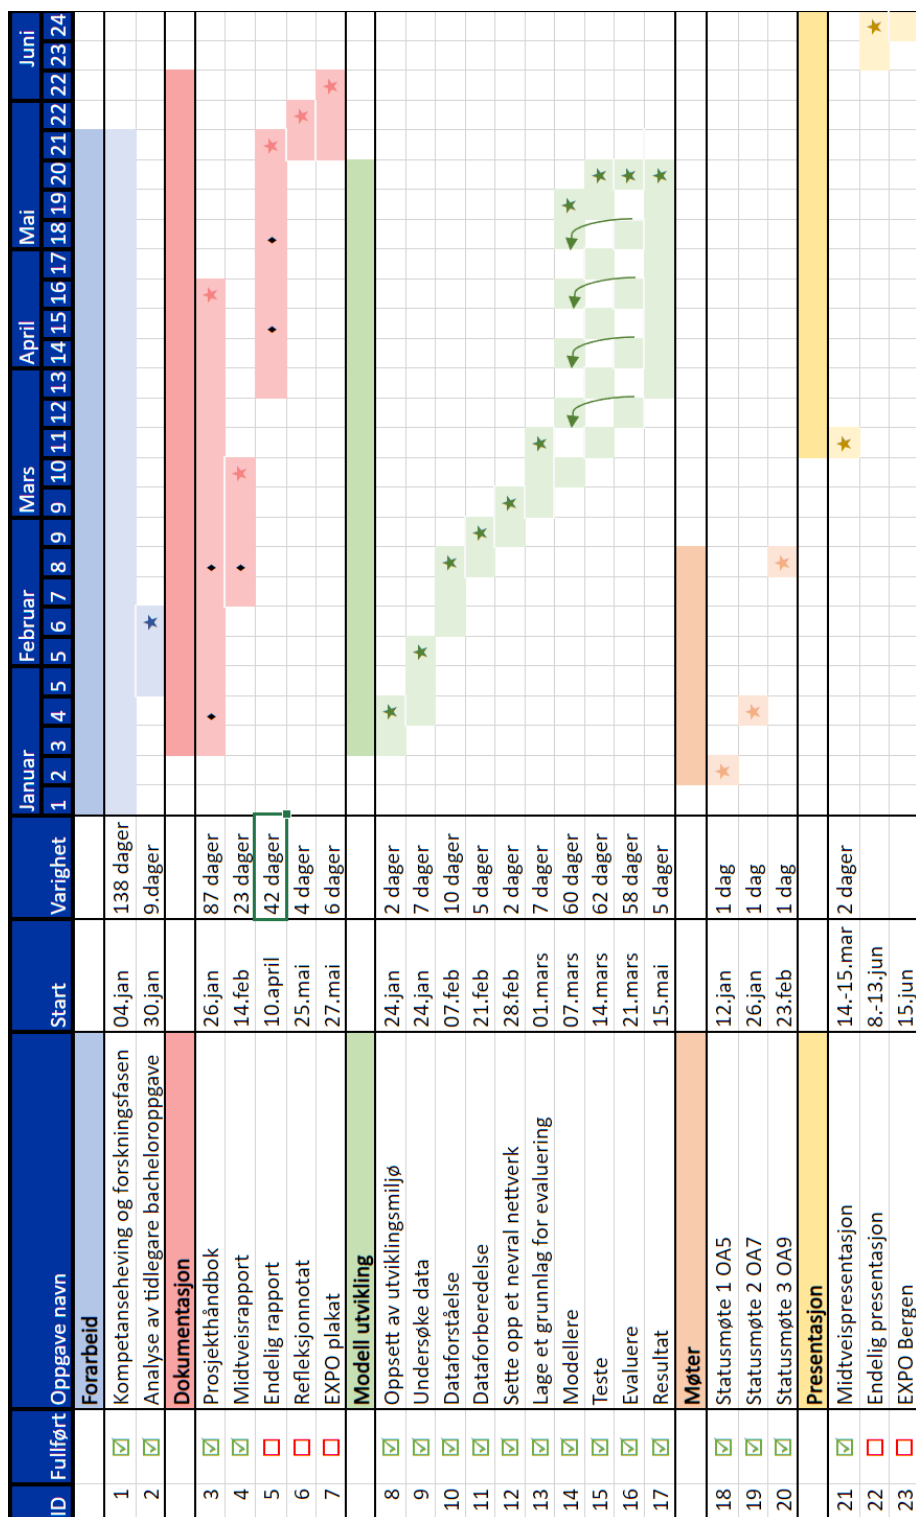 ID Fullført Oppgave navn Start Varighet Januar Februar Mars April Mai Juni
1 2 3 4 5 5 6 7 8 9 9 10 11 12 13 14 15 16 17 18 19 20 21 22 22 23 24
Forarbeid
1 Kompetanseheving og forskningsfasen 04.jan 138 dager
2 Analyse av tidlegare bacheloroppgave 30.jan 9.dager
Dokumentasjon
3 Prosjekthåndbok 26.jan 87 dager
4 Midtveisrapport 14.feb 23 dager
5 Endelig rapport 10.april 42 dager
6 Refleksjonnotat 25.mai 4 dager
7 EXPO plakat 27.mai 6 dager
Modell utvikling
8 Oppsett av utviklingsmiljø 24.jan 2 dager
9 Undersøke data 24.jan 7 dager
10 Dataforståelse 07.feb 10 dager
11 Dataforberedelse 21.feb 5 dager
12 Sette opp et nevral nettverk 28.feb 2 dager
13 Lage et grunnlag for evaluering 01.mars 7 dager
14 Modellere 07.mars 60 dager
15 Teste 14.mars 62 dager
16 Evaluere 21.mars 58 dager
17 Resultat 15.mai 5 dager
Møter
18 Statusmøte 1 OA5 12.jan 1 dag
19 Statusmøte 2 OA7 26.jan 1 dag
20 Statusmøte 3 OA9 23.feb 1 dag
Presentasjon
21 Midtveispresentasjon 14.-15.mar 2 dager
22 Endelig presentasjon 8.-13.jun
23 EXPO Bergen 15.jun